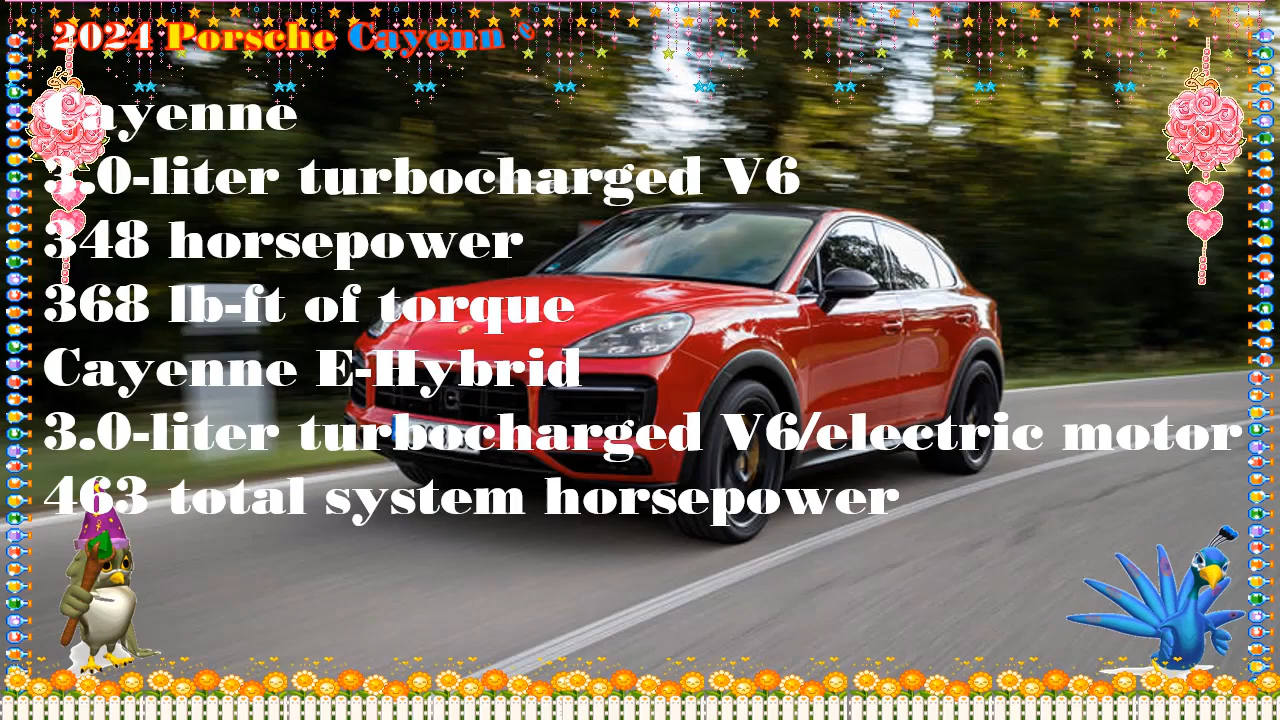 2024 Porsche Cayenne
Cayenne
3.0-liter turbocharged V6
348 horsepower
368 lb-ft of torque
Cayenne E-Hybrid
3.0-liter turbocharged V6/electric motor
463 total system horsepower